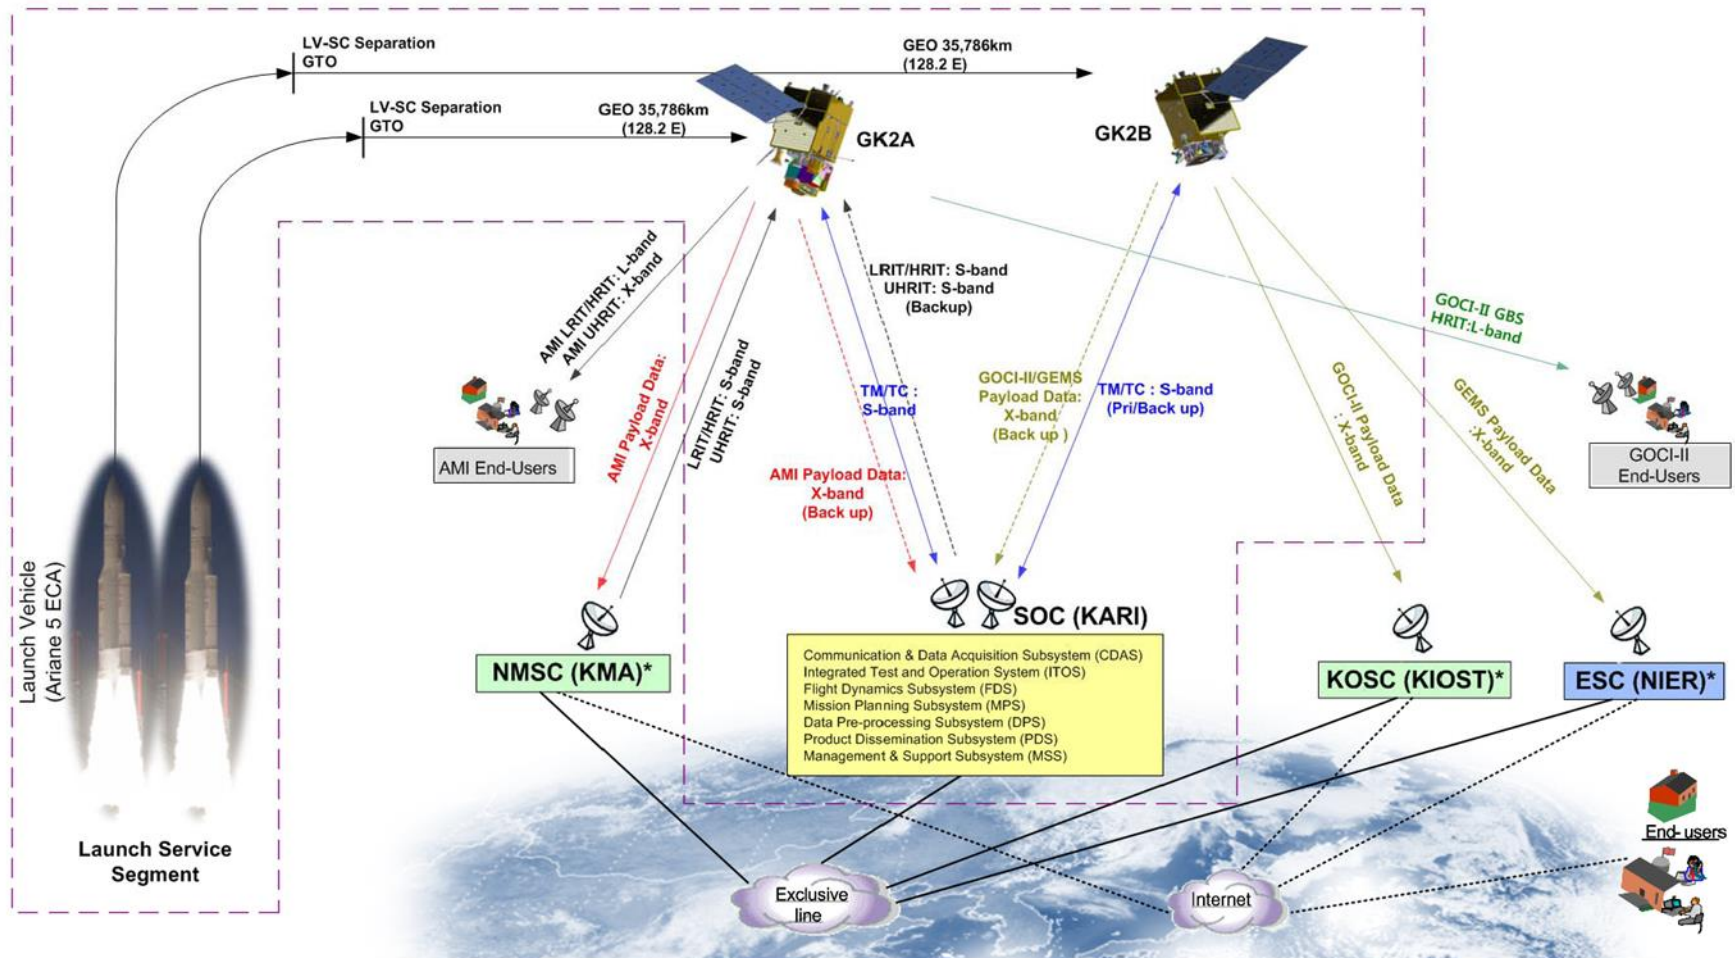 LV-SC Separation
GTO
GEO 35,786km
(128.2 E)
LV-SC Separation
GTO
GEO 35,786km
(128.2 E)
GK2A
GK2B
AMI LRIT/HRIT: L-band
AMI UHRIT: X-band
LRIT/HRIT: S-band
UHRIT: S-band
(Backup)
GOCI-II GBS
HRIT:L-band
AMI Payload Data:
X-band
LRIT/HRIT: S-band
UHRIT: S-band
TM/TC :
S-band
GOCI-II/GEMS
Payload Data:
X-band
(Back up )
TM/TC : S-band
(Pri/Back up)
GOCI-II Payload Data
:X-band
GEMS Payload Data
:X-band
AMI End-Users
GOCI-II
End-Users
AMI Payload Data:
X-band
(Back up)
Launch Vehicle
(Ariane 5 ECA)
SOC (KARI)
NMSC (KMA)*
Communication & Data Acquisition Subsystem (CDAS)
Integrated Test and Operation System (ITOS)
Flight Dynamics Subsystem (FDS)
Mission Planning Subsystem (MPS)
Data Pre-processing Subsystem (DPS)
Product Dissemination Subsystem (PDS)
Management & Support Subsystem (MSS)
KOSC (KIOST)*
ESC (NIER)*
End-users
Launch Service
Segment
Exclusive
line
Internet